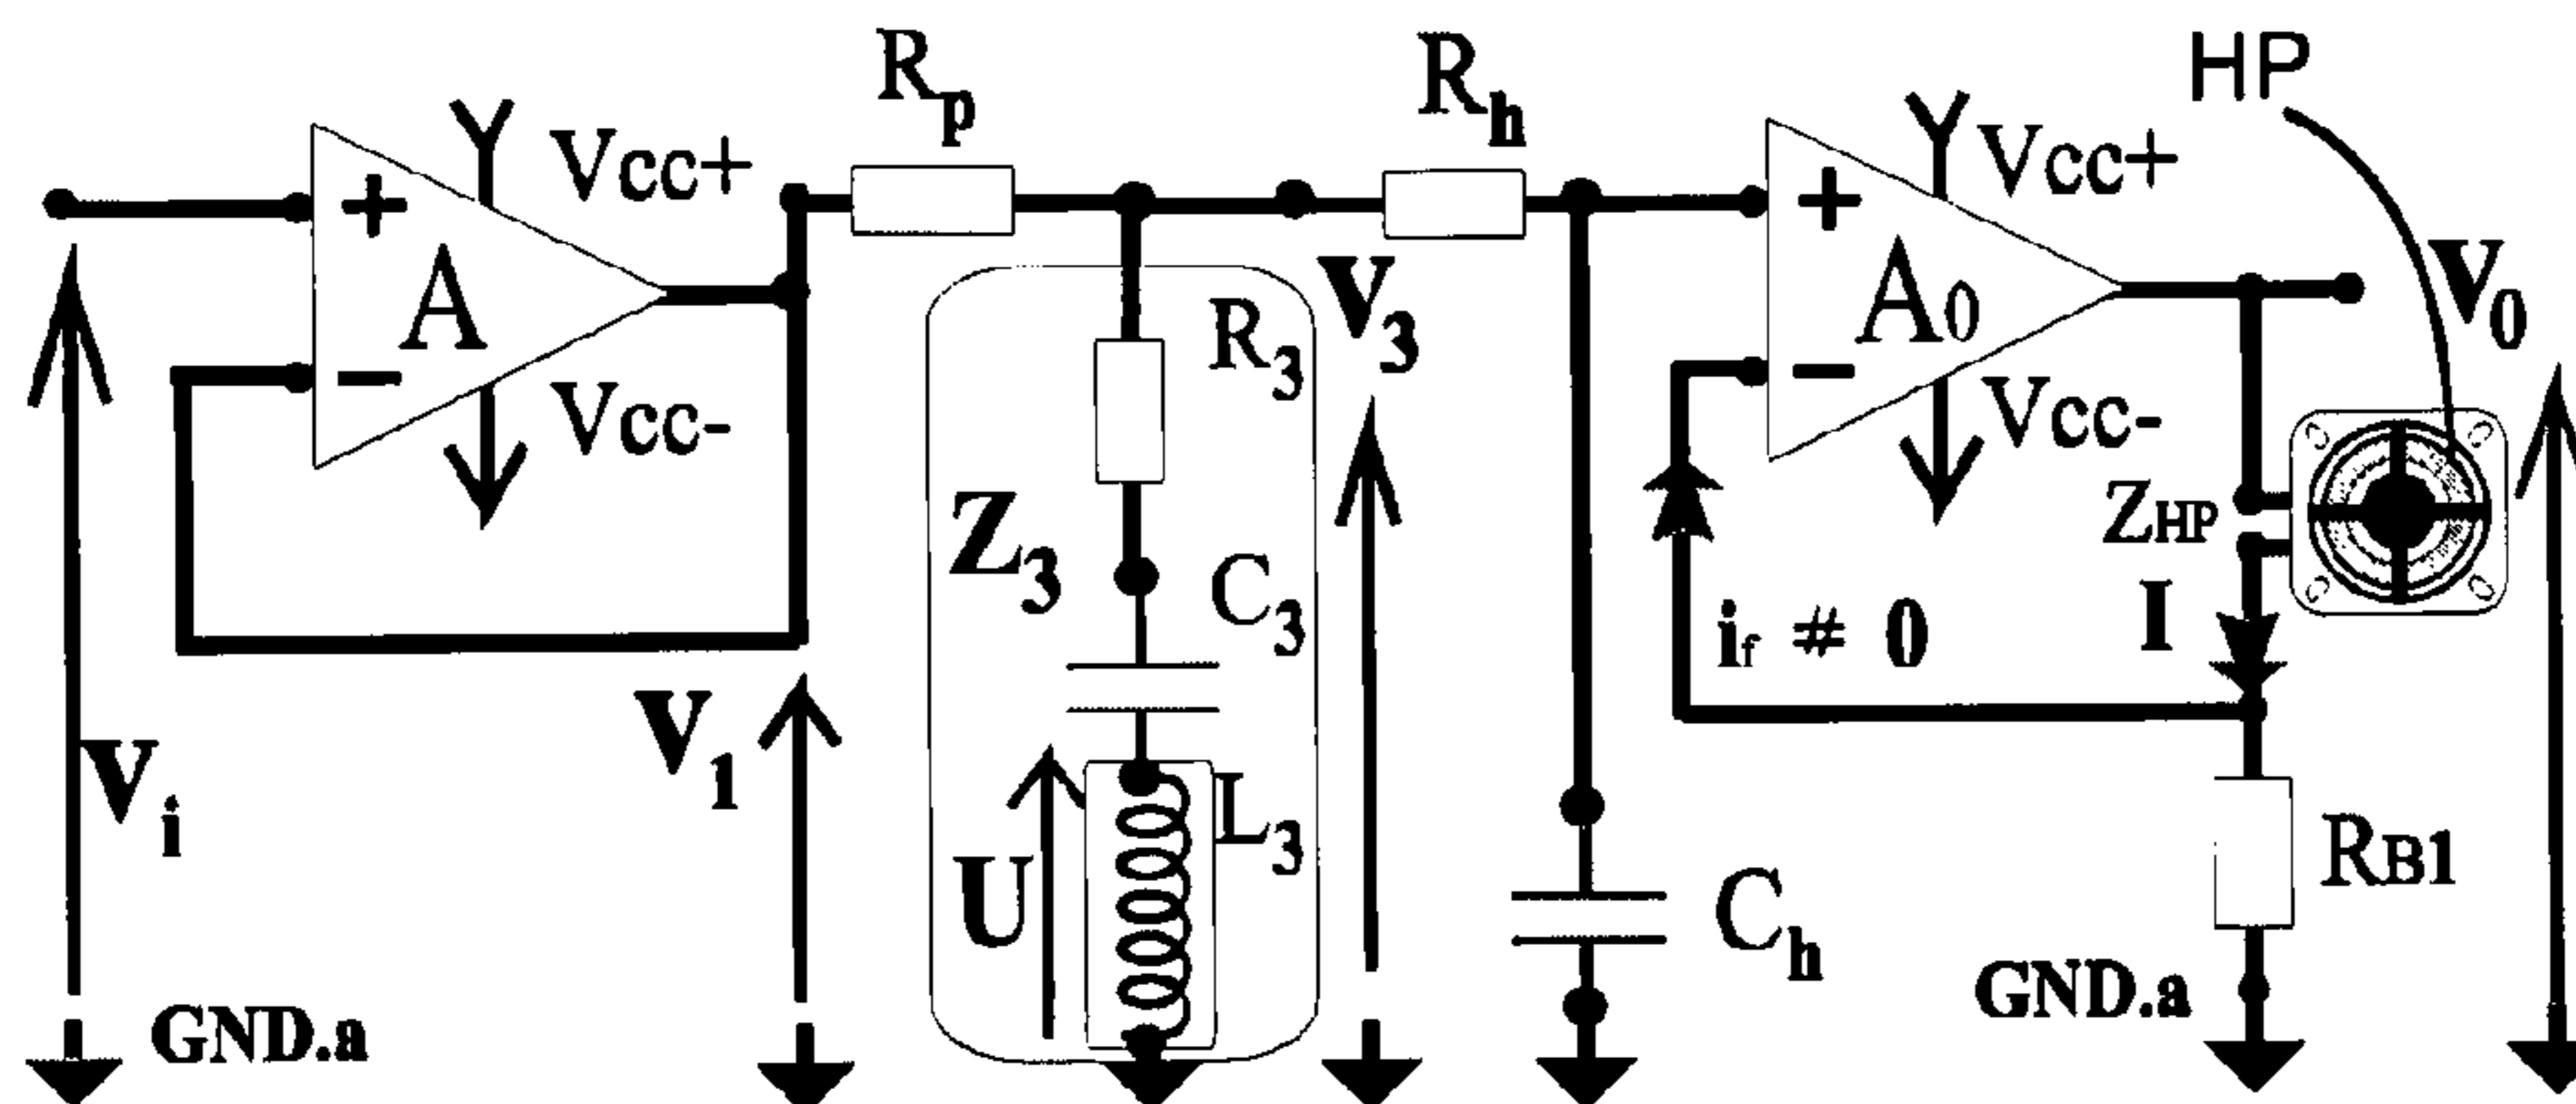 Rp
Rh
HP
Vcc+
Vcc+
+
A
+
A0
V0
R3
V3
−
Vcc-
−
Vcc-
Z3
C3
ZHP
if # 0
I
Vi
V1
U
L3
Ch
RB1
GND.a
GND.a